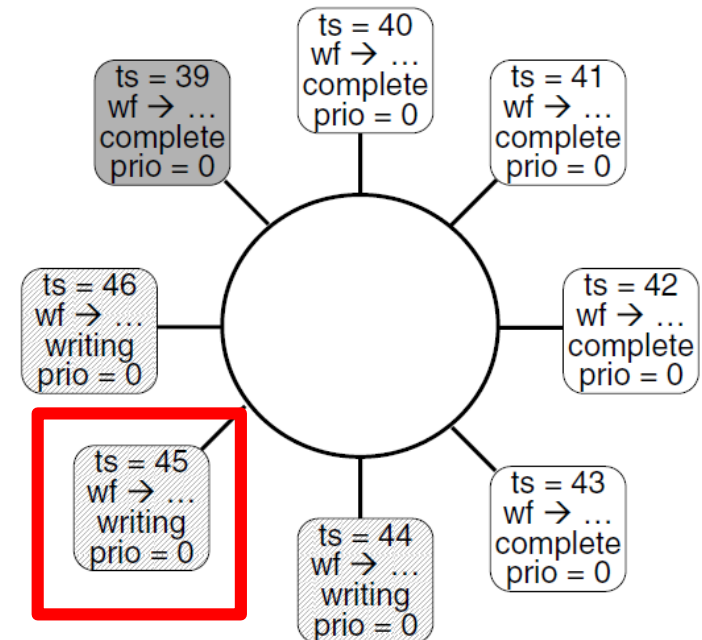 ts = 40
wf → ...
complete
prio = 0
ts = 41
wf → ...
complete
prio = 0
ts = 42
wf → ...
complete
prio = 0
ts = 43
wf → ...
complete
prio = 0
ts = 44
wf → ...
writing
prio = 0
ts = 45
wf → ...
writing
prio = 0
ts = 46
wf → ...
writing
prio = 0
ts = 39
wf → ...
complete
prio = 0